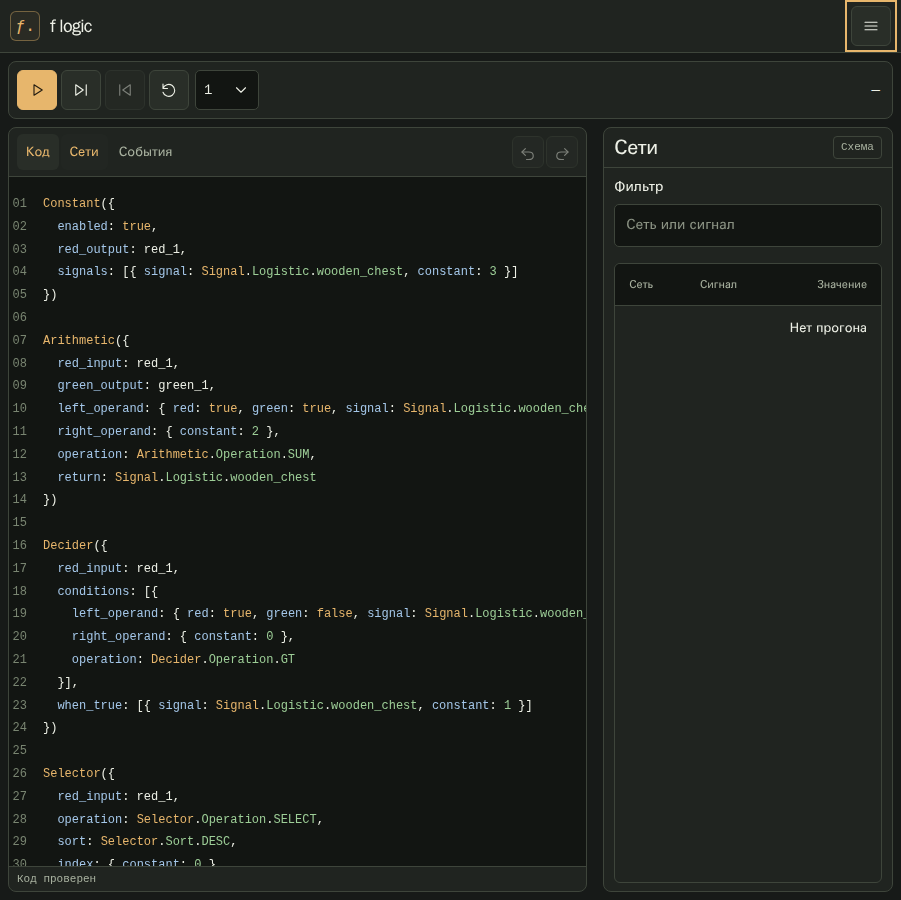 f. f logic
1
—
Код Сети События
01 Constant({
02   enabled: true,
03   red_output: red_1,
04   signals: [{ signal: Signal.Logistic.wooden_chest, constant: 3 }]
05 })
06
07 Arithmetic({
08   red_input: red_1,
09   green_output: green_1,
10   left_operand: { red: true, green: true, signal: Signal.Logistic.wooden_che
11   right_operand: { constant: 2 },
12   operation: Arithmetic.Operation.SUM,
13   return: Signal.Logistic.wooden_chest
14 })
15
16 Decider({
17   red_input: red_1,
18   conditions: [{
19     left_operand: { red: true, green: false, signal: Signal.Logistic.wooden_
20     right_operand: { constant: 0 },
21     operation: Decider.Operation.GT
22   }],
23   when_true: [{ signal: Signal.Logistic.wooden_chest, constant: 1 }]
24 })
25
26 Selector({
27   red_input: red_1,
28   operation: Selector.Operation.SELECT,
29   sort: Selector.Sort.DESC,
30   index: { constant: 0 }
Код проверен
Сети
Схема
Фильтр
Сеть или сигнал
Сеть Сигнал Значение
Нет прогона